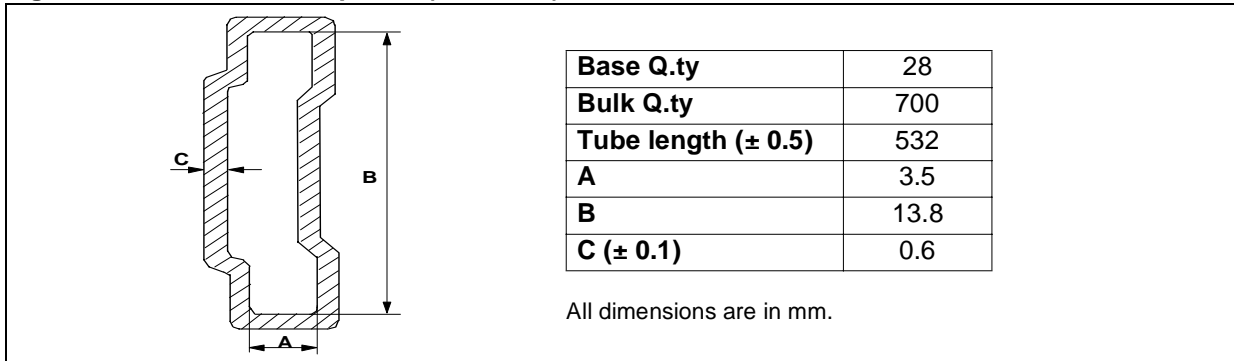 C
B
A
Base Q.ty 28
Bulk Q.ty 700
Tube length (± 0.5) 532
A 3.5
B 13.8
C (± 0.1) 0.6
All dimensions are in mm.